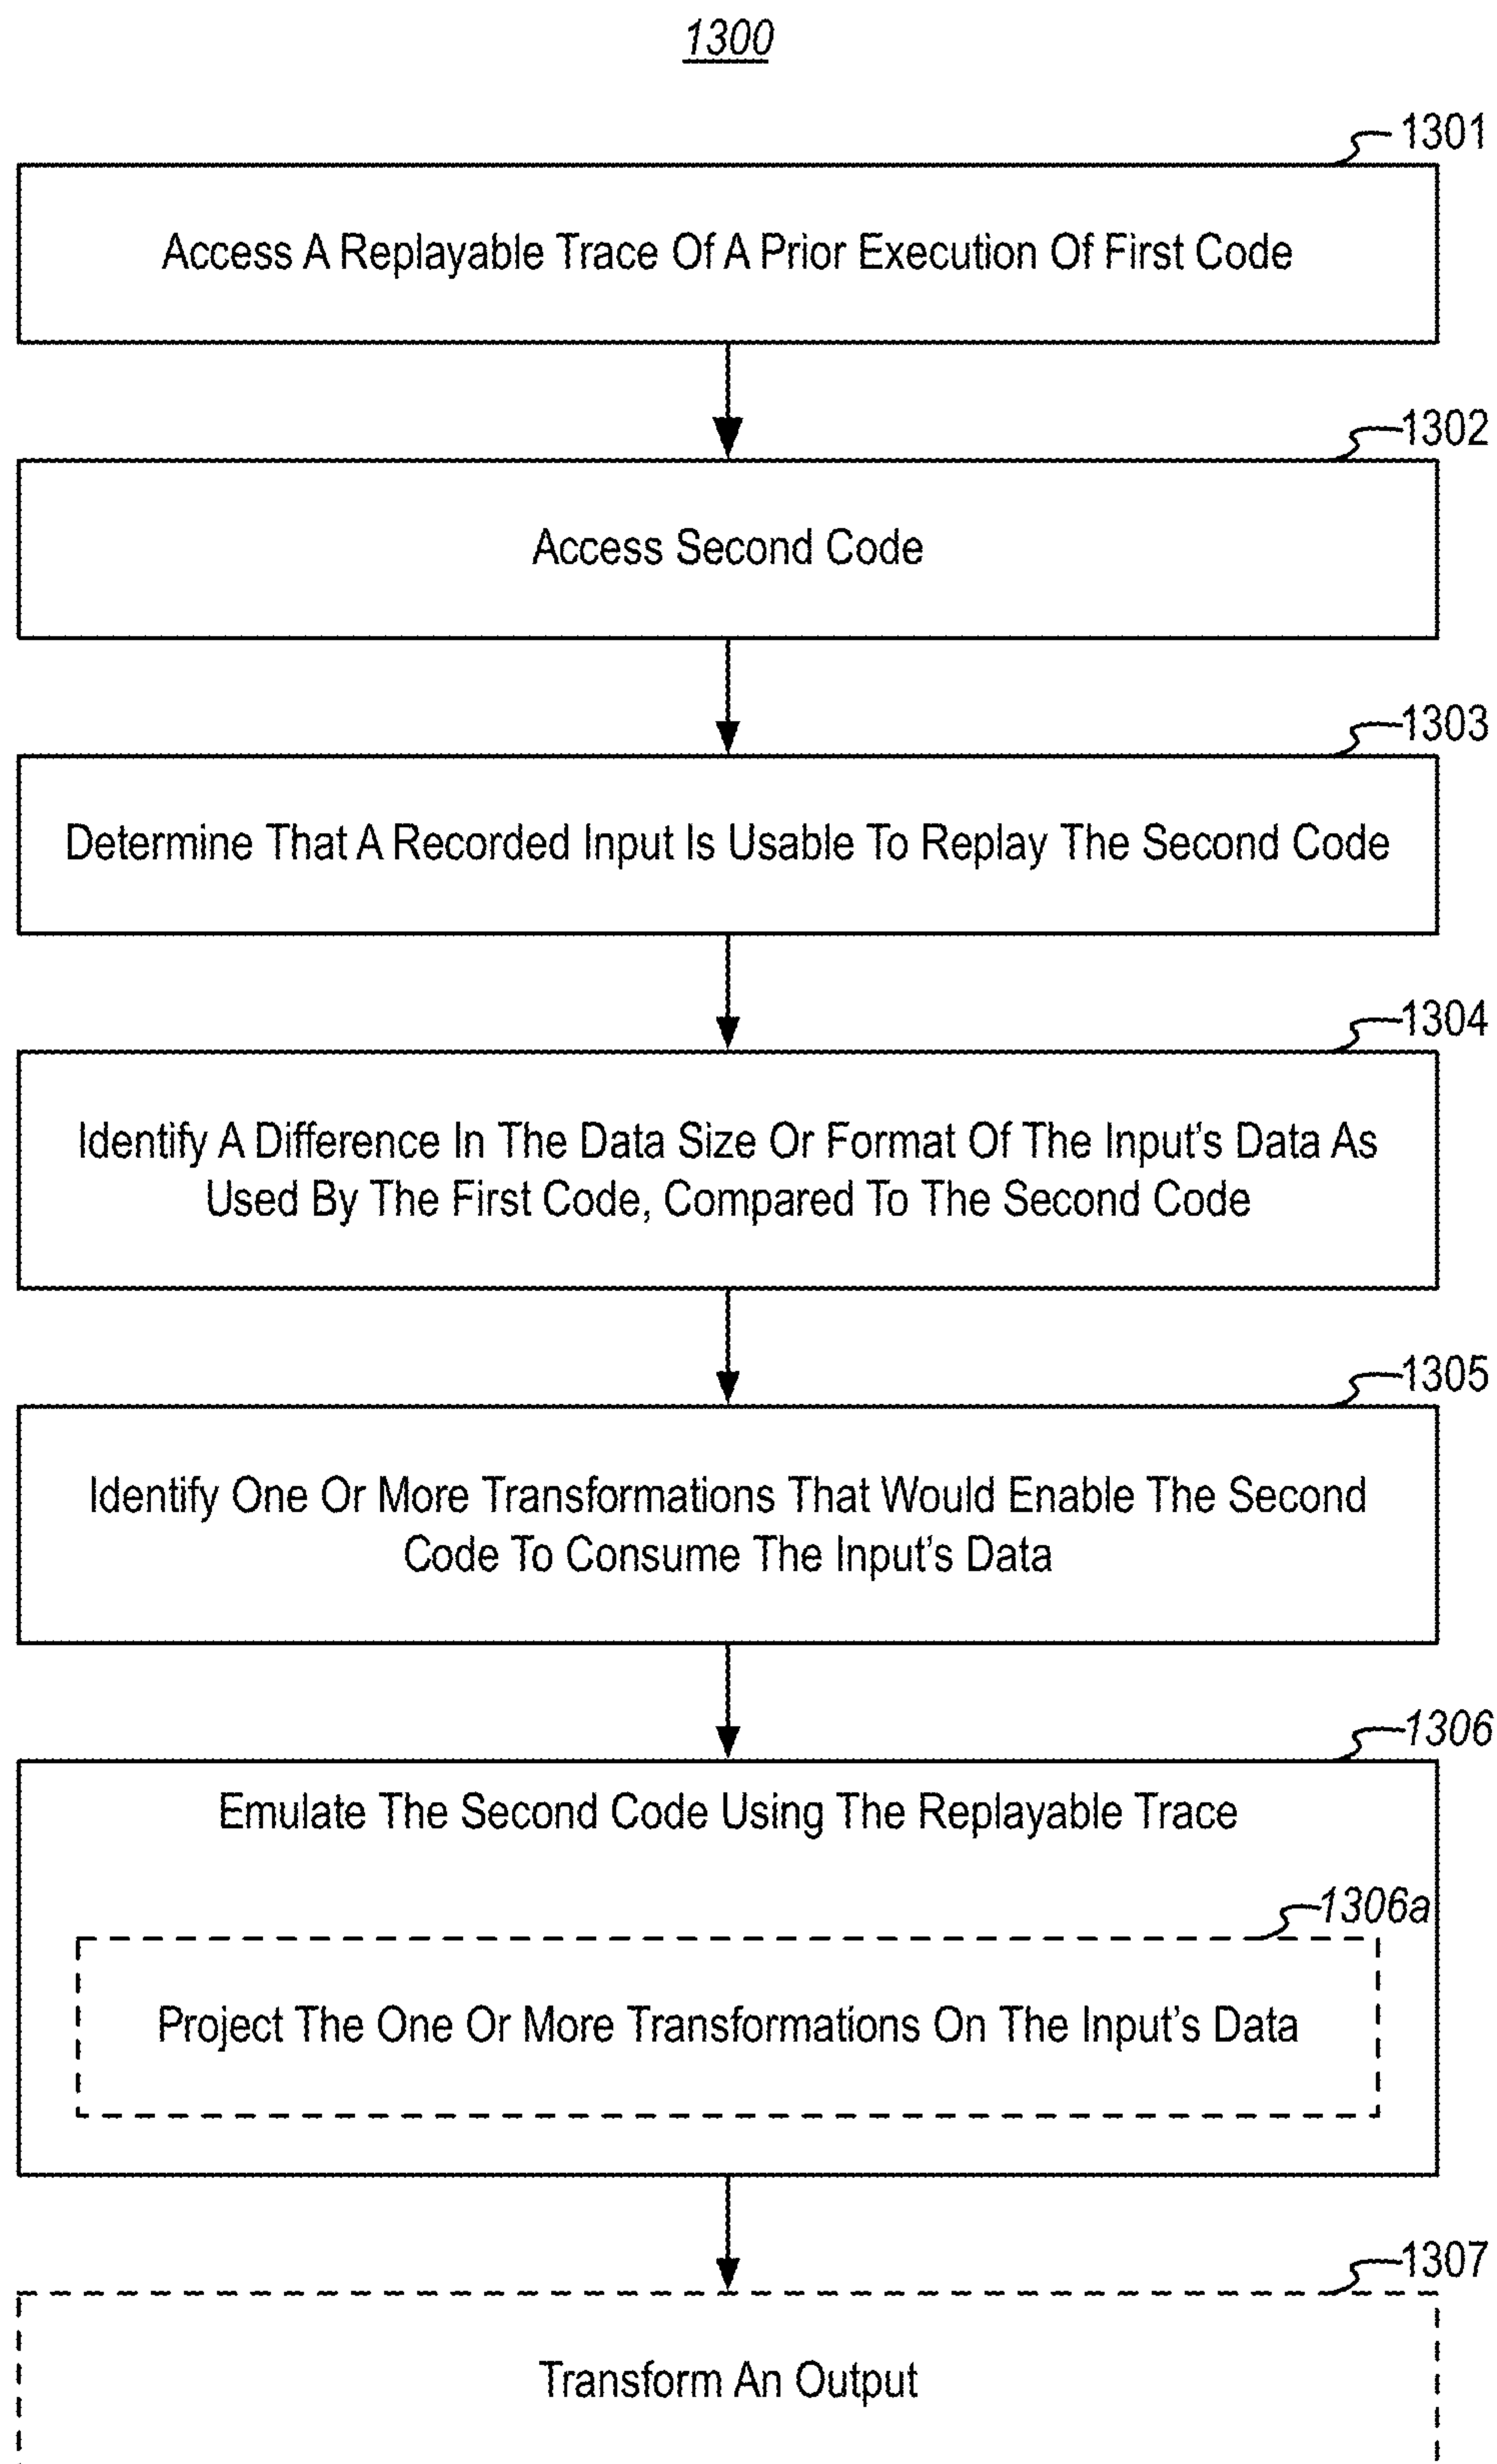 1300
1301
Access A Replayable Trace Of A Prior Execution Of First Code
1302
Access Second Code
1303
Determine That A Recorded Input Is Usable To Replay The Second Code
1304
Identify A Difference In The Data Size Or Format Of The Input's Data As
Used By The First Code, Compared To The Second Code
1305
Identify One Or More Transformations That Would Enable The Second
Code To Consume The Input's Data
1306
Emulate The Second Code Using The Replayable Trace
1306a
Project The One Or More Transformations On The Input's Data
1307
Transform An Output